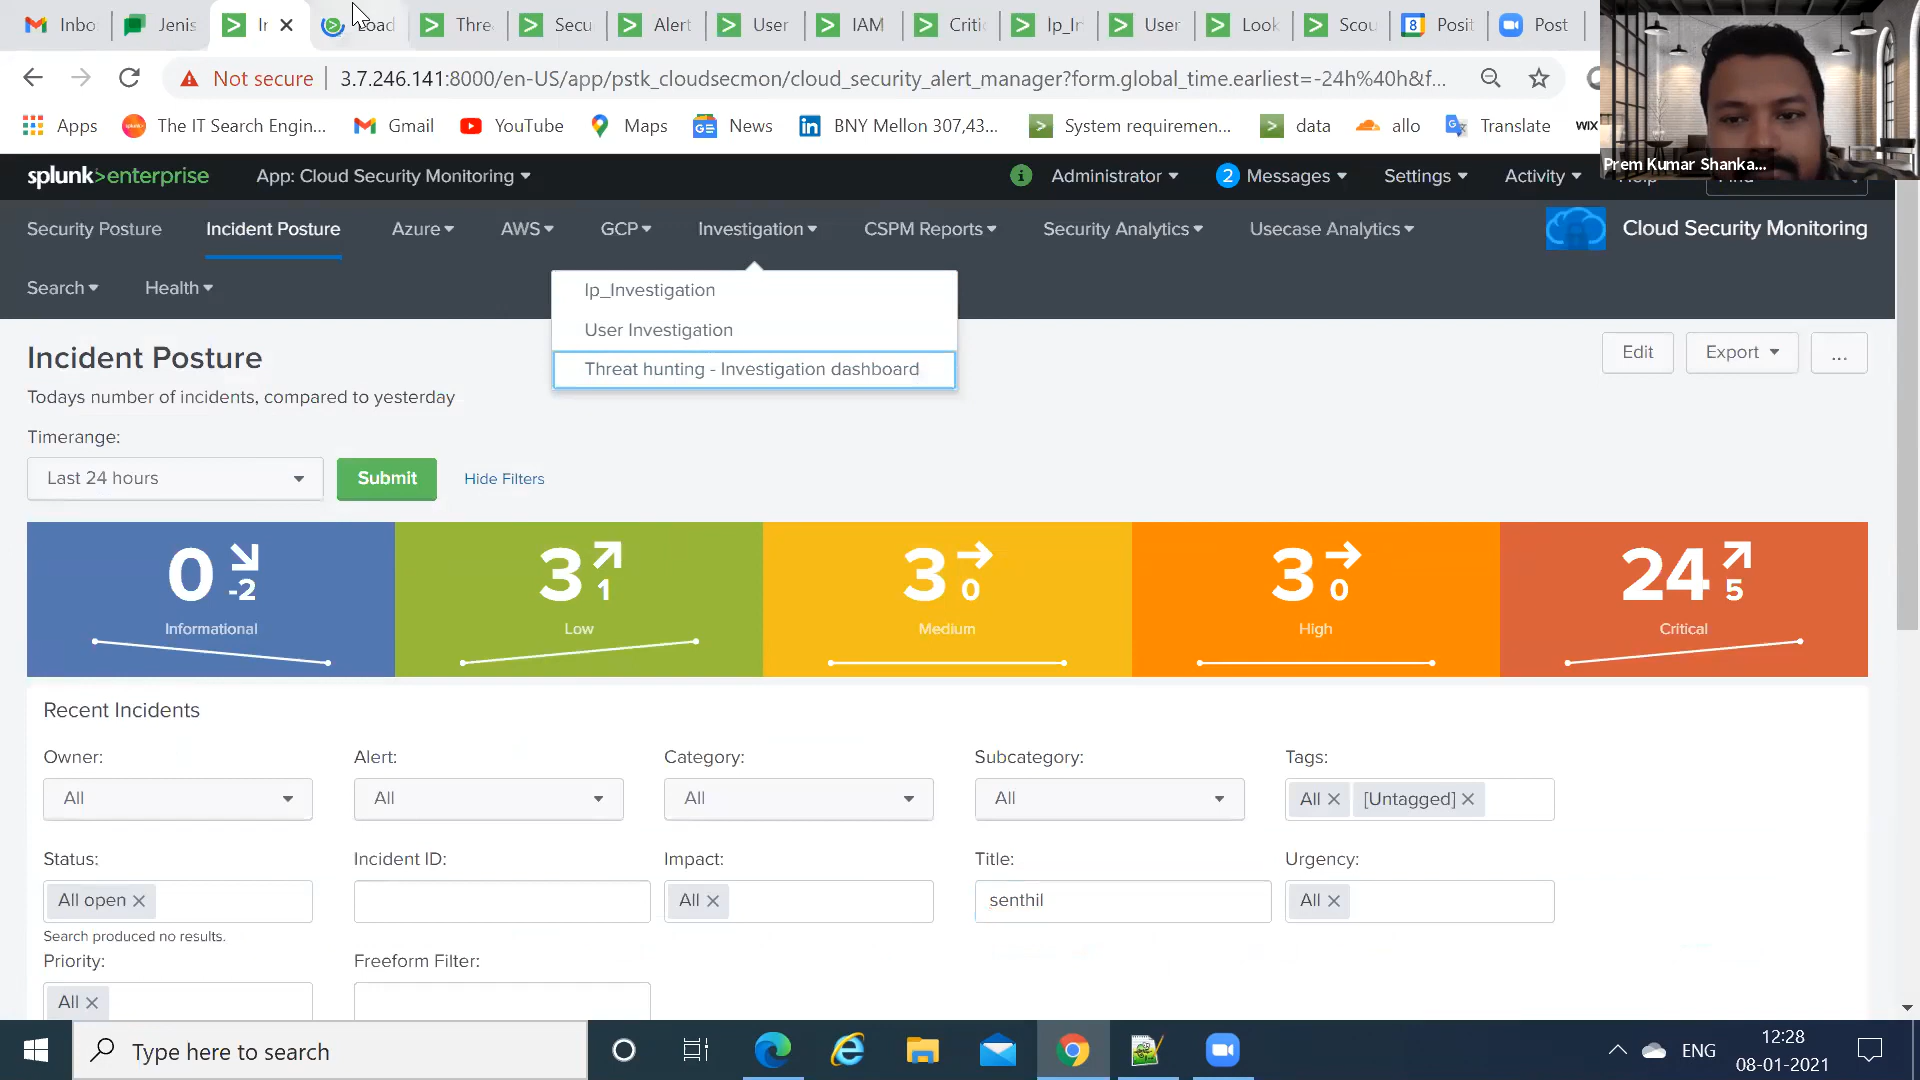 Inbo
Jenis
Ir
Load
Thre
Secu
Alert
User
IAM
Critic
Ip_In
User
Look
Scou
8
Posit
Post
Not secure
3.7.246.141:8000/en-US/app/pstk_cloudsecmon/cloud_security_alert_manager?form.global_time.earliest=-24h%40h&f...
Apps
The IT Search Engin...
Gmail
YouTube
Maps
News
BNY Mellon 307,43...
System requiremen...
data
allo
Translate
WIX
Prem Kumar Shanka...
splunk>enterprise
App: Cloud Security Monitoring
Administrator
2
Messages
Settings
Activity
Security Posture
Incident Posture
Azure
AWS
GCP
Investigation
CSPM Reports
Security Analytics
Usecase Analytics
Cloud Security Monitoring
Search
Health
Ip_Investigation
User Investigation
Threat hunting - Investigation dashboard
Incident Posture
Edit
Export
...
Todays number of incidents, compared to yesterday
Timerange:
Last 24 hours
Submit
Hide Filters
0
-2
Informational
3
1
Low
3
0
Medium
3
0
High
24
5
Critical
Recent Incidents
Owner:
Alert:
Category:
Subcategory:
Tags:
All
All
All
All
All
[Untagged]
Status:
Incident ID:
Impact:
Title:
Urgency:
All open
All
senthil
All
Search produced no results.
Priority:
Freeform Filter:
All
Type here to search
ENG
12:28
08-01-2021